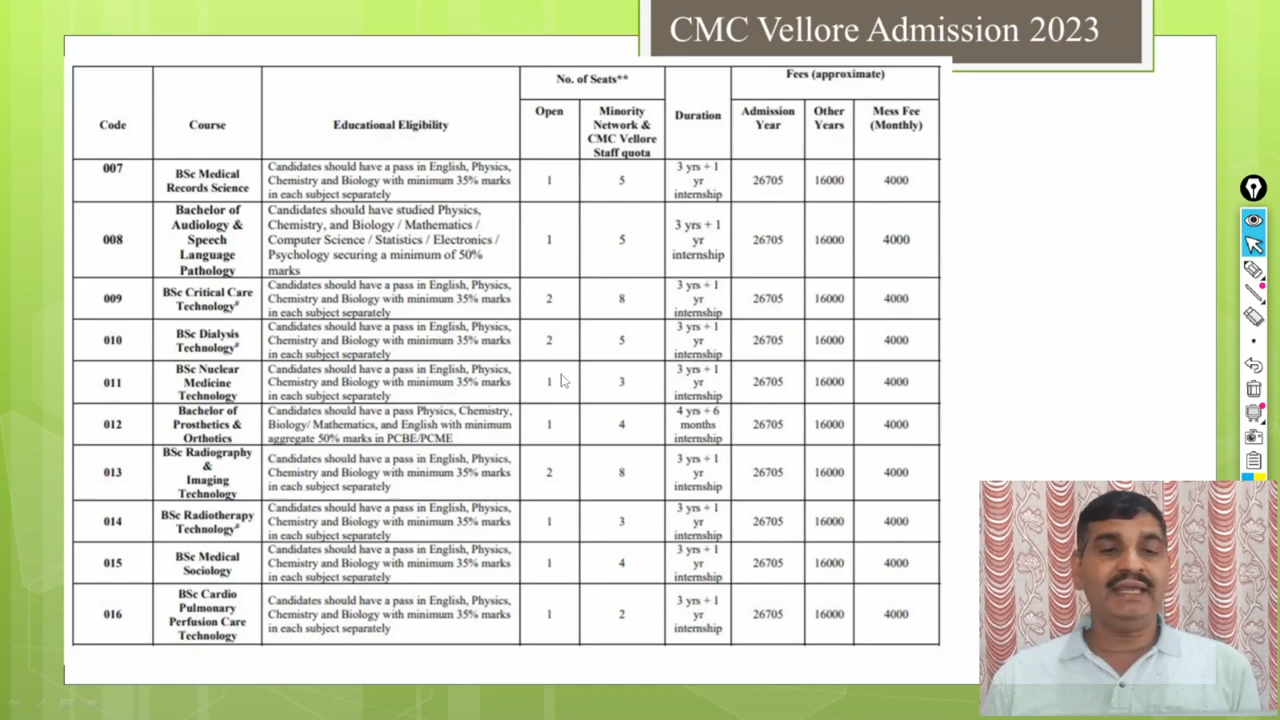 CMC Vellore Admission 2023
No. of Seats**
Fees (approximate)
Code
Course
Educational Eligibility
Open
Minority
Network &
CMC Vellore
Staff quota
Duration
Admission
Year
Other
Years
Mess Fee
(Monthly)
007
BSc Medical
Records Science
Candidates should have a pass in English, Physics,
Chemistry and Biology with minimum 35% marks
in each subject separately
1
5
3 yrs + 1
yr
internship
26705
16000
4000
008
Bachelor of
Audiology &
Speech
Language
Pathology
Candidates should have studied Physics,
Chemistry, and Biology / Mathematics /
Computer Science / Statistics / Electronics /
Psychology securing a minimum of 50%
marks
1
5
3 yrs + 1
yr
internship
26705
16000
4000
009
BSc Critical Care
Technology#
Candidates should have a pass in English, Physics,
Chemistry and Biology with minimum 35% marks
in each subject separately
2
8
3 yrs + 1
yr
internship
26705
16000
4000
010
BSc Dialysis
Technology#
Candidates should have a pass in English, Physics,
Chemistry and Biology with minimum 35% marks
in each subject separately
2
5
3 yrs + 1
yr
internship
26705
16000
4000
011
BSc Nuclear
Medicine
Technology
Candidates should have a pass in English, Physics,
Chemistry and Biology with minimum 35% marks
in each subject separately
1
3
3 yrs + 1
yr
internship
26705
16000
4000
012
Bachelor of
Prosthetics &
Orthotics
Candidates should have a pass Physics, Chemistry,
Biology/ Mathematics, and English with minimum
aggregate 50% marks in PCBE/PCME
1
4
4 yrs + 6
months
internship
26705
16000
4000
013
BSc Radiography
&
Imaging
Technology
Candidates should have a pass in English, Physics,
Chemistry and Biology with minimum 35% marks
in each subject separately
2
8
3 yrs + 1
yr
internship
26705
16000
4000
014
BSc Radiotherapy
Technology#
Candidates should have a pass in English, Physics,
Chemistry and Biology with minimum 35% marks
in each subject separately
1
3
3 yrs + 1
yr
internship
26705
16000
4000
015
BSc Medical
Sociology
Candidates should have a pass in English, Physics,
Chemistry and Biology with minimum 35% marks
in each subject separately
1
4
3 yrs + 1
yr
internship
26705
16000
4000
016
BSc Cardio
Pulmonary
Perfusion Care
Technology
Candidates should have a pass in English, Physics,
Chemistry and Biology with minimum 35% marks
in each subject separately
1
2
3 yrs + 1
yr
internship
26705
16000
4000